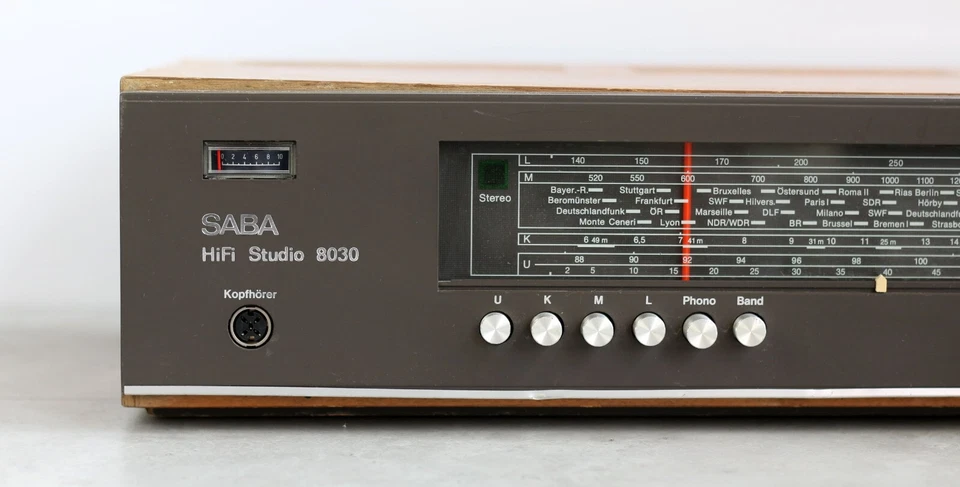 0 2 4 6 8 10
SABA
HiFi Studio 8030
Kopfhörer
Stereo
L 140 150 170 200 250
M 520 550 600 700 800 900 1000
Bayer.-R. Stuttgart Bruxelles Östersund Roma II Rias Berlin
Beromünster Frankfurt SWF Hilvers. Paris I SDR Hörby
Deutschlandfunk ÖR Marseille DLF Milano SWF Deutschlandfu
Monte Ceneri Lyon NDR/WDR BR Brussel Bremen I Strasbo
K 6 49 m 6,5 7 41 m 8 9 31 m 10 11 25 m 13 14
U 88 90 92 94 96 98 100
2 5 10 15 20 25 30 35 40 45
U K M L Phono Band